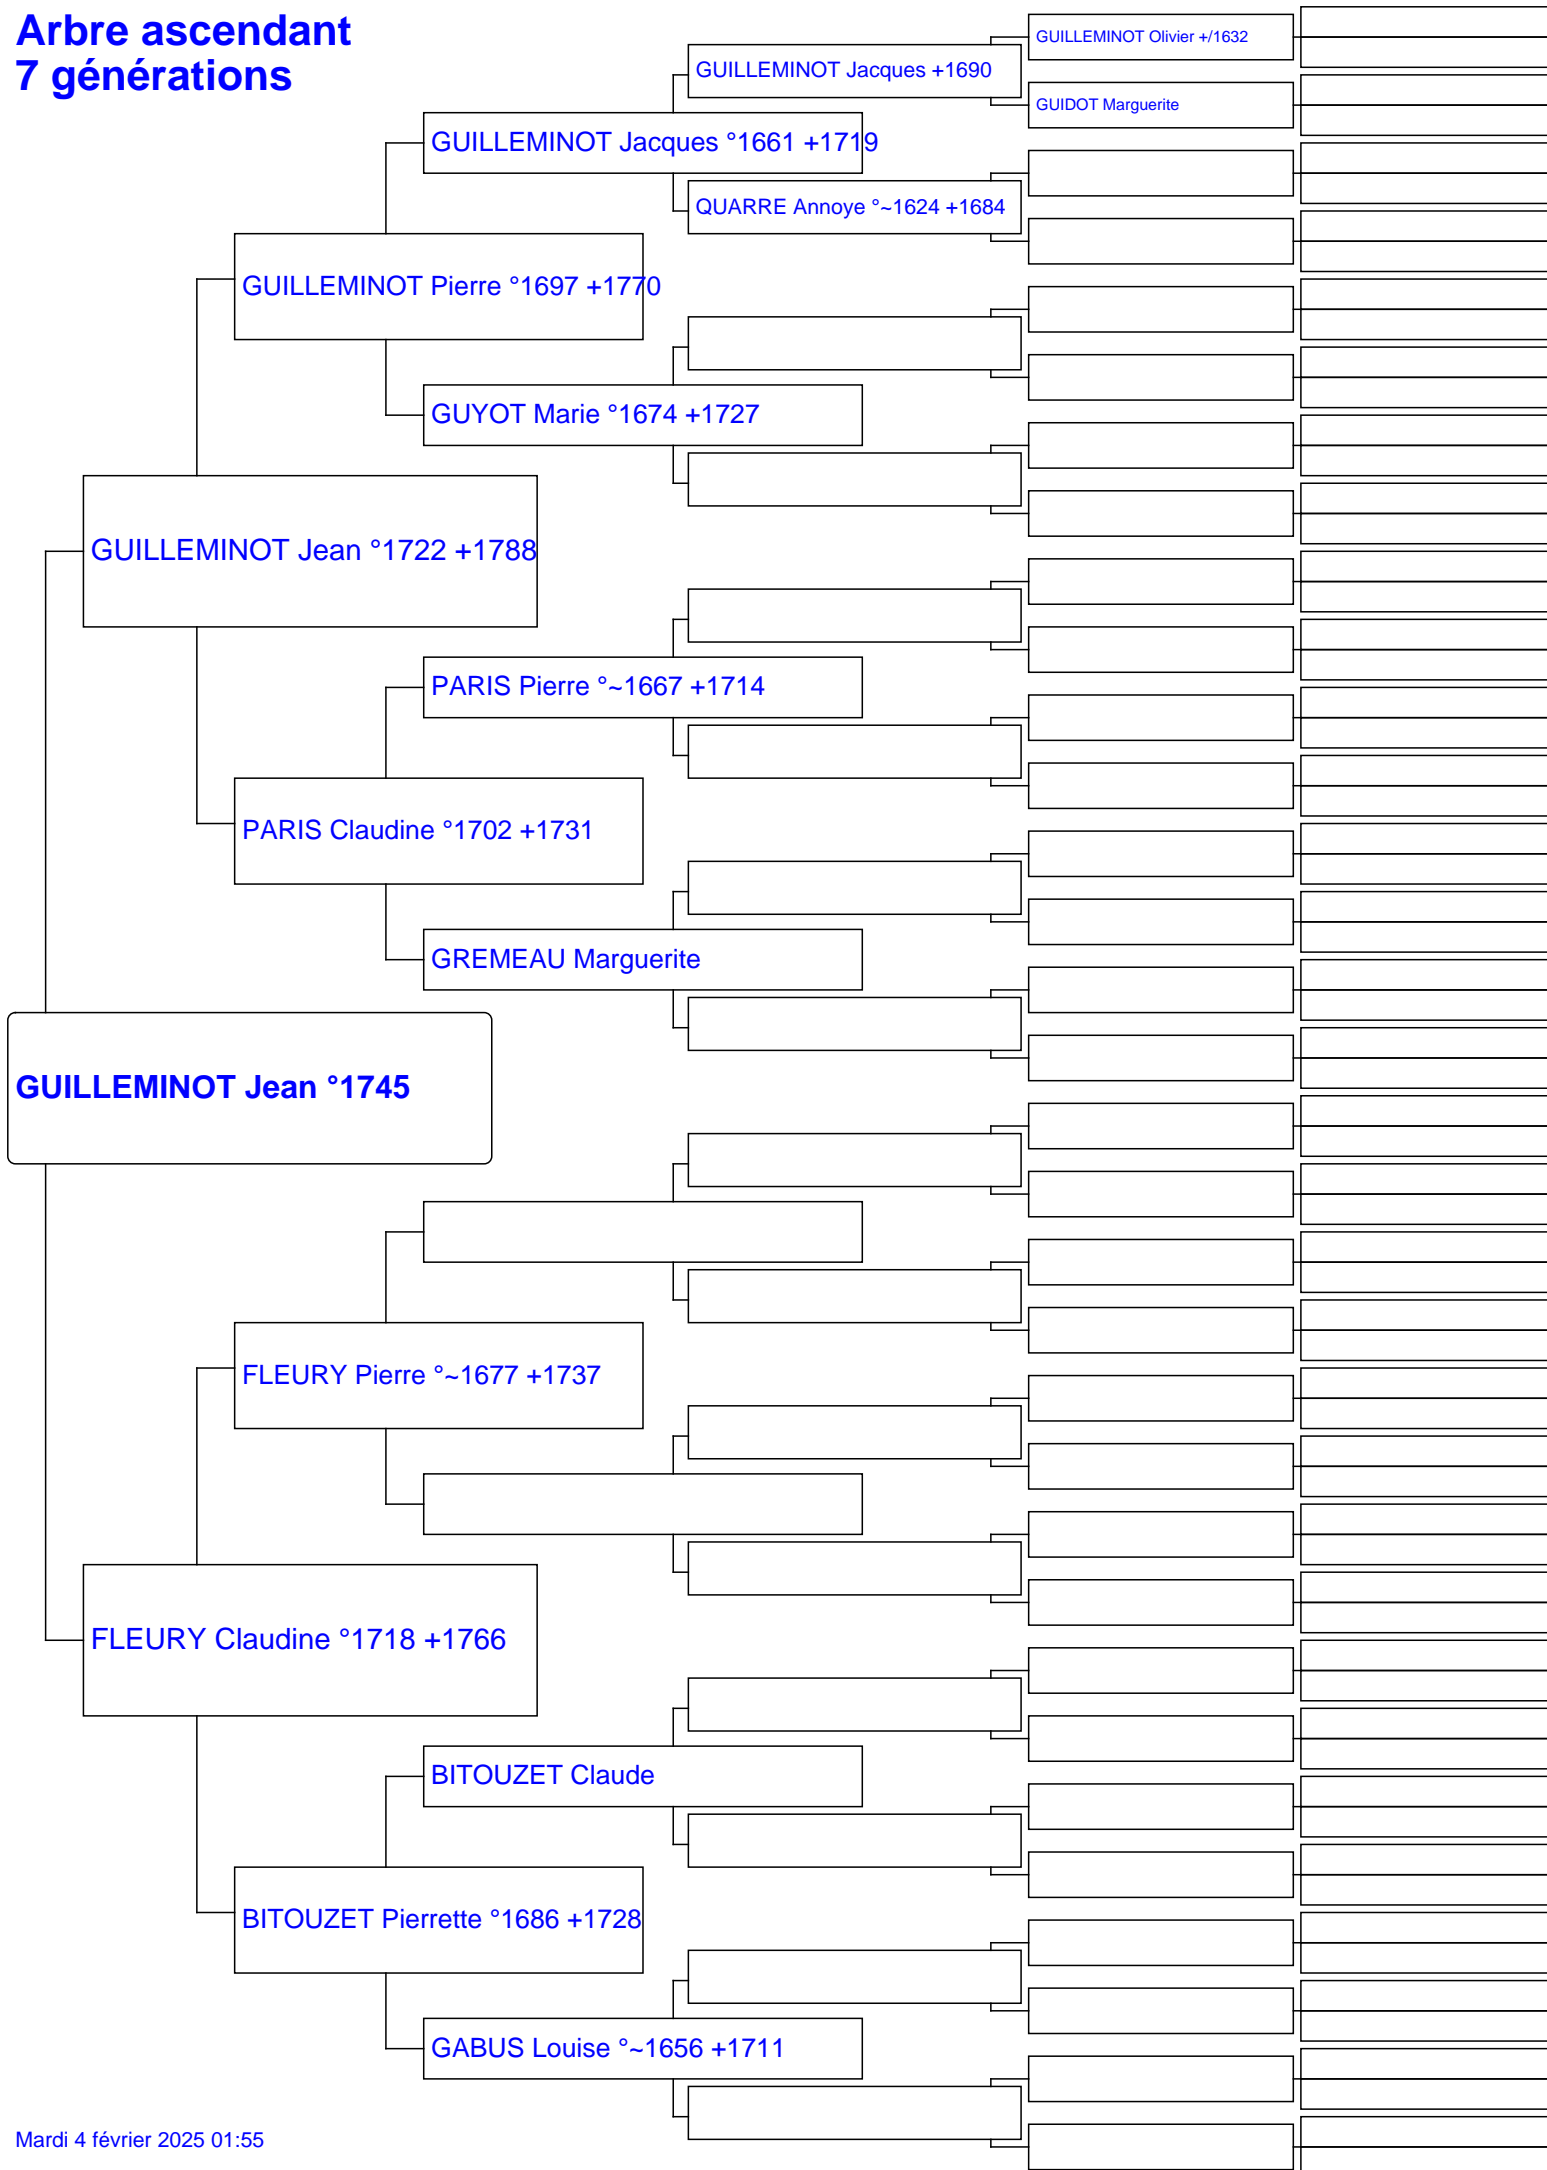 Arbre ascendant
7 générations
GUILLEMINOT Olivier +/1632
GUILLEMINOT Jacques +1690
GUIDOT Marguerite
GUILLEMINOT Jacques °1661 +1719
QUARRE Annoye °~1624 +1684
GUILLEMINOT Pierre °1697 +1770
GUYOT Marie °1674 +1727
GUILLEMINOT Jean °1722 +1788
PARIS Pierre °~1667 +1714
PARIS Claudine °1702 +1731
GREMEAU Marguerite
GUILLEMINOT Jean °1745
FLEURY Pierre °~1677 +1737
FLEURY Claudine °1718 +1766
BITOUZET Claude
BITOUZET Pierrette °1686 +1728
GABUS Louise °~1656 +1711
Mardi 4 février 2025 01:55